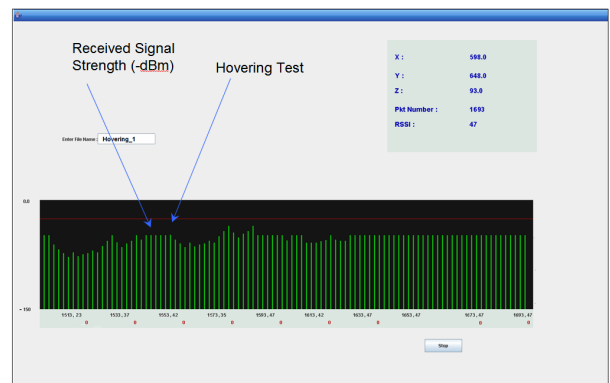 Received Signal
Strength (-dBm)
Hovering Test
X : 598.0
Y : 648.0
Z : 93.0
Pkt Number : 1693
RSSI : 47
Enter File Name : Hovering_1
0.0
- 150
1515, 23 1533, 37 1553, 42 1573, 35 1593, 47 1613, 42 1633, 47 1653, 47 1673, 47 1693, 47
0 0 0 0 0 0 0 0 0
Stop